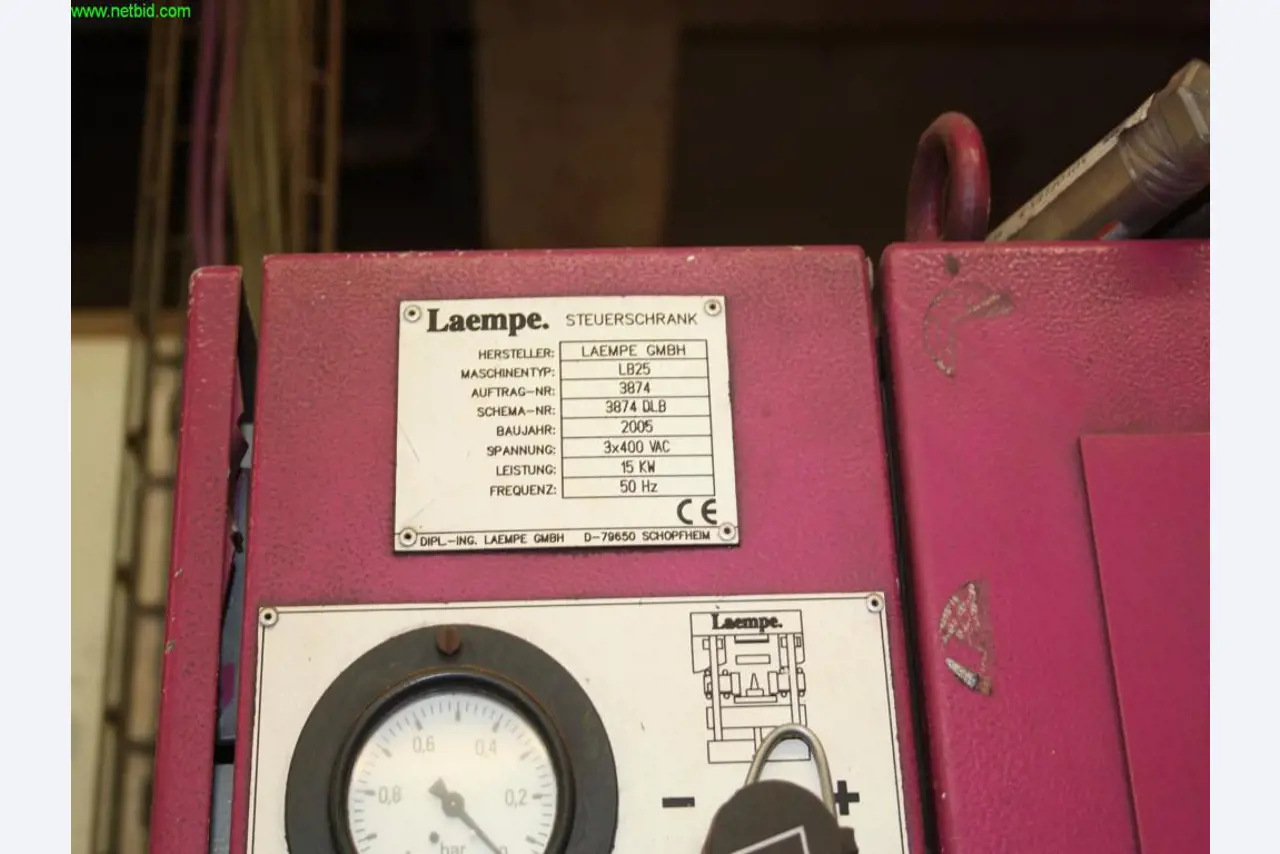 www.netbid.com
Laempe. STEUERSCHRANK
HERSTELLER: LAEMPE GMBH
MASCHINENTYP: LB25
AUFTRAG-NR: 3874
SCHEMA-NR: 3874 DLB
BAUJAHR: 2005
SPANNUNG: 3x400 VAC
LEISTUNG: 15 KW
FREQUENZ: 50 Hz
CE
DIPL.-ING. LAEMPE GMBH D-79650 SCHOPFHEIM
Laempe.
0,6 0,4
0,8 0,2
- +
bar 0